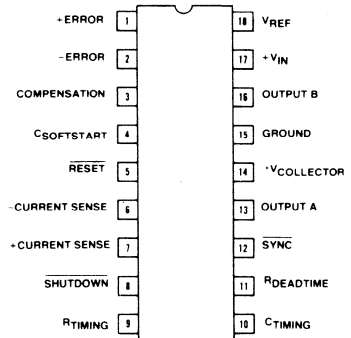 +ERROR 1 18 VREF
-ERROR 2 17 +VIN
COMPENSATION 3 16 OUTPUT B
CSOFTSTART 4 15 GROUND
RESET 5 14 +VCOLLECTOR
-CURRENT SENSE 6 13 OUTPUT A
+CURRENT SENSE 7 12 SYNC
SHUTDOWN 8 11 RDEADTIME
RTIMING 9 10 CTIMING